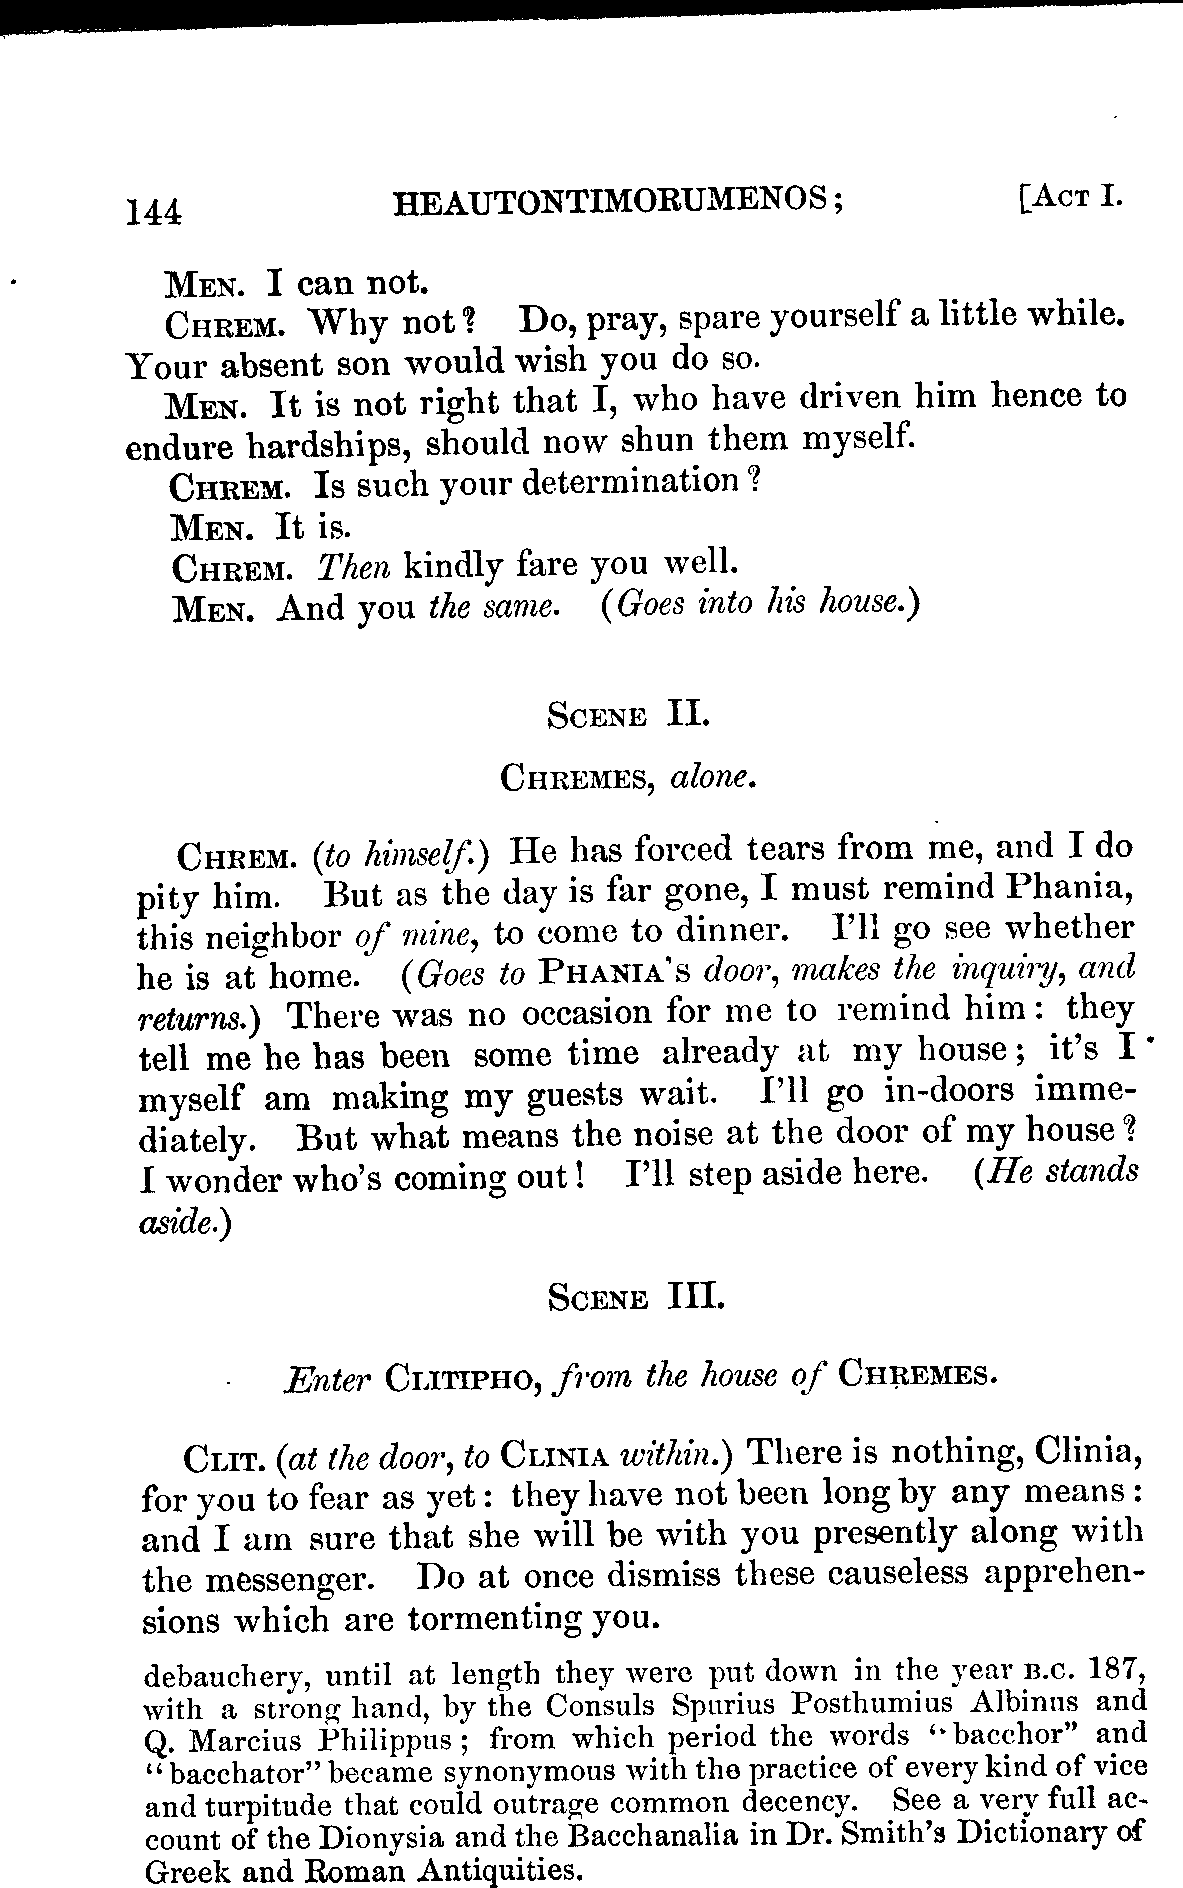 144 HEAUTONTIMORUMENOS; [ACT I.
MEN. I can not.
CHREM. Why not? Do, pray, spare yourself a little while.
Your absent son would wish you do so.
MEN. It is not right that I, who have driven him hence to
endure hardships, should now shun them myself.
CHREM. Is such your determination?
MEN. It is.
CHREM. Then kindly fare you well.
MEN. And you the same. (Goes into his house.)
SCENE II.
CHREMES, alone.
CHREM. (to himself.) He has forced tears from me, and I do
pity him. But as the day is far gone, I must remind Phania,
this neighbor of mine, to come to dinner. I'll go see whether
he is at home. (Goes to PHANIA's door, makes the inquiry, and
returns.) There was no occasion for me to remind him: they
tell me he has been some time already at my house; it's I
myself am making my guests wait. I'll go in-doors imme-
diately. But what means the noise at the door of my house?
I wonder who's coming out! I'll step aside here. (He stands
aside.)
SCENE III.
Enter CLITIPHO, from the house of CHREMES.
CLIT. (at the door, to CLINIA within.) There is nothing, Clinia,
for you to fear as yet: they have not been long by any means:
and I am sure that she will be with you presently along with
the messenger. Do at once dismiss these causeless apprehen-
sions which are tormenting you.
debauchery, until at length they were put down in the year B.C. 187,
with a strong hand, by the Consuls Spurius Posthumius Albinus and
Q. Marcius Philippus; from which period the words "bacchor" and
"bacchator" became synonymous with the practice of every kind of vice
and turpitude that could outrage common decency. See a very full ac-
count of the Dionysia and the Bacchanalia in Dr. Smith's Dictionary of
Greek and Roman Antiquities.